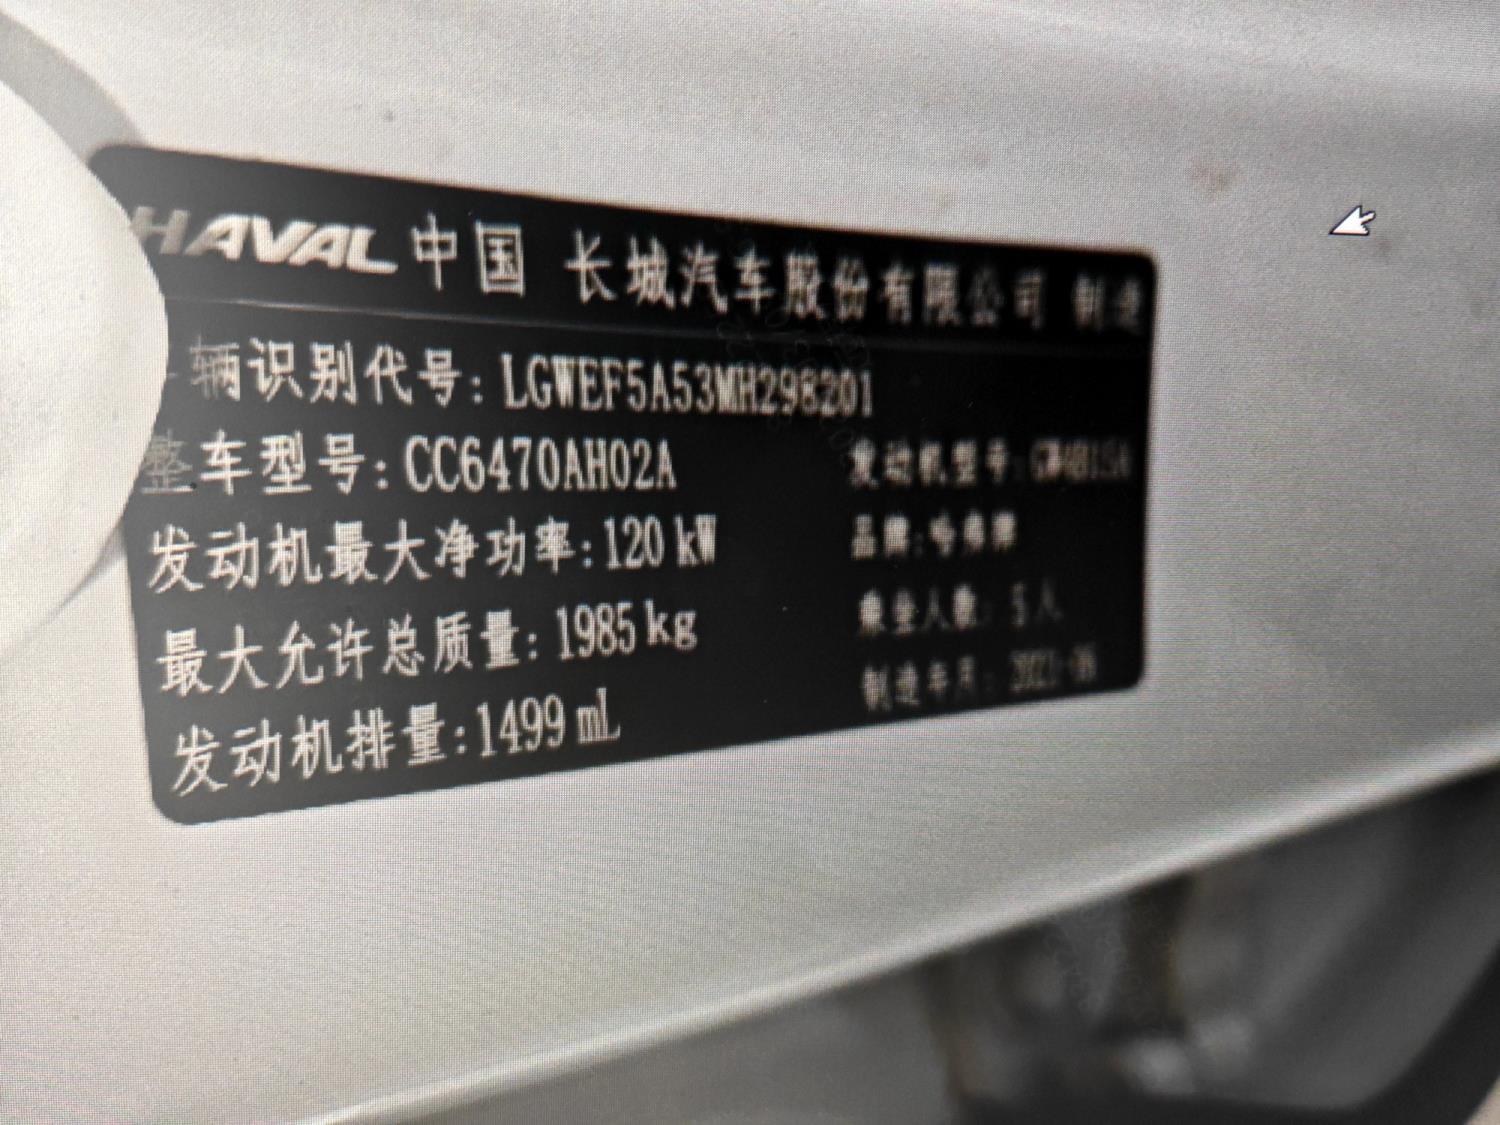 HAVAL 中国 长城汽车股份有限公司 制造
车辆识别代号：LGWEF5A53MH298201
整车型号：CC6470AH02A 发动机型号：GW4B15A
发动机最大净功率：120 kW 品牌：哈弗牌
最大允许总质量：1985 kg 乘坐人数：5人
发动机排量：1499 mL 制造年月：